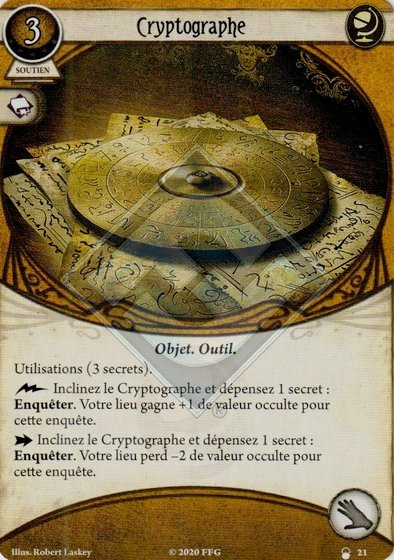 3
Cryptographe
SOUTIEN
Objet. Outil.
Utilisations (3 secrets).
Inclinez le Cryptographe et dépensez 1 secret :
Enquêter. Votre lieu gagne +1 de valeur occulte pour
cette enquête.
Inclinez le Cryptographe et dépensez 1 secret :
Enquêter. Votre lieu perd –2 de valeur occulte pour
cette enquête.
Illus. Robert Laskey
© 2020 FFG
21